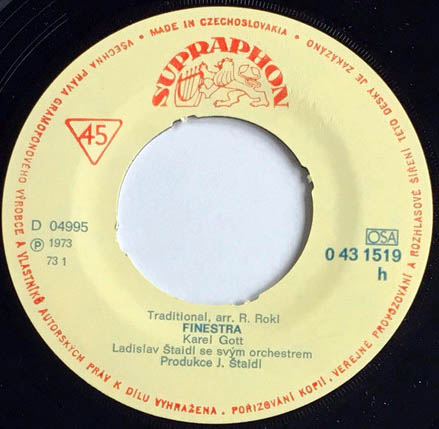 VŠECHNA PRÁVA GRAMOFONOVÉHO VÝROBCE A VLASTNÍKŮ AUTORSKÝCH PRÁV K DÍLU VYHRAŽENA. POŘIZOVÁNÍ KOPIÍ, VEŘEJNÉ PROVOZOVÁNÍ A ROZHLASOVÉ ŠÍŘENÍ TÉTO DESKY JE ZAKÁZÁNO
• MADE IN CZECHOSLOVAKIA •
SUPRAPHON
45
D 04995
Ⓟ 1973
73 1
OSA
0 43 1519
h
Traditional, arr. R. Rokl
FINESTRA
Karel Gott
Ladislav Štaidl se svým orchestrem
Produkce J. Štaidl